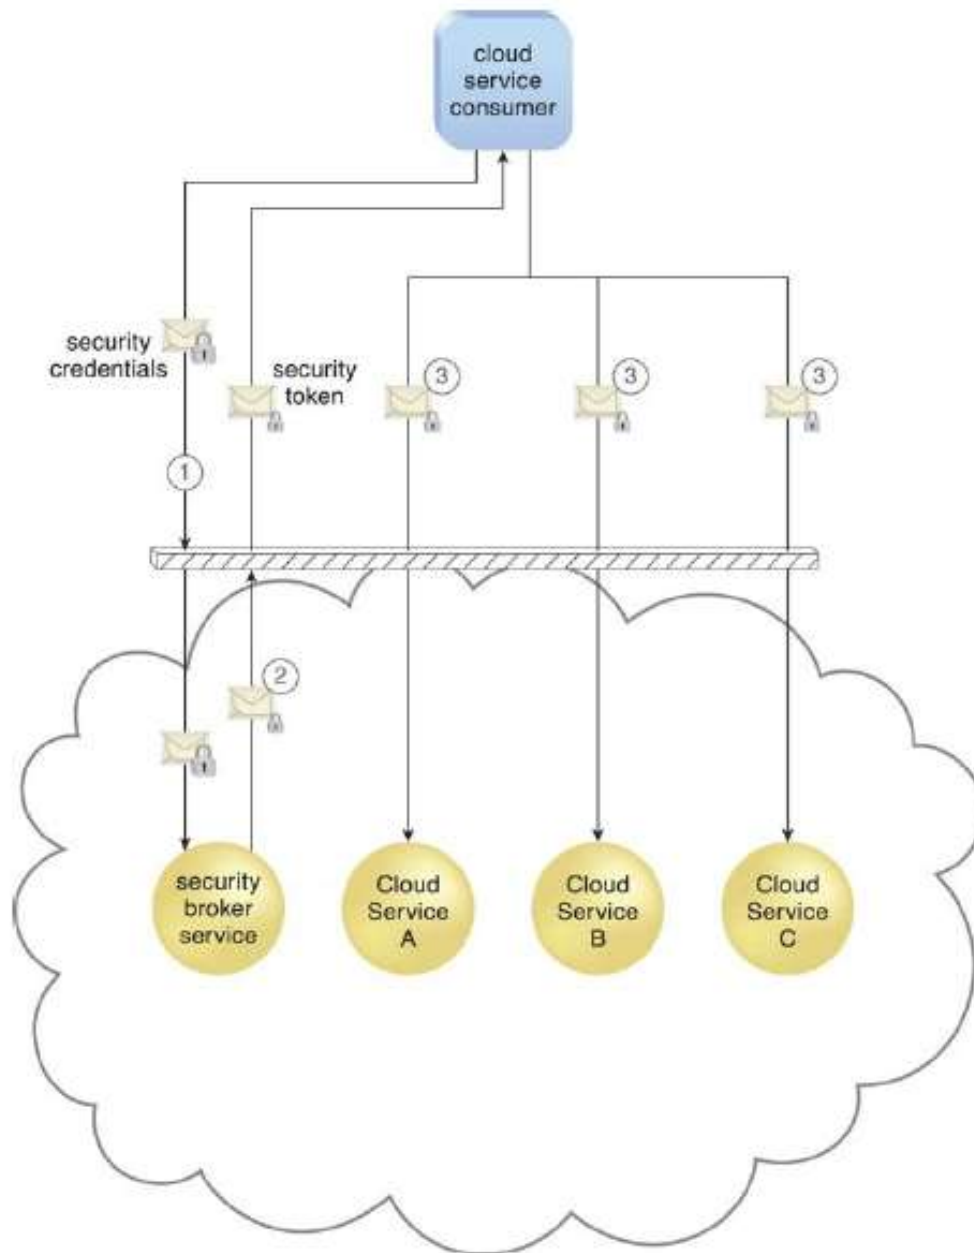 cloud
service
consumer
security
credentials
security
token
3
3
3
1
2
security
broker
service
Cloud
Service
A
Cloud
Service
B
Cloud
Service
C